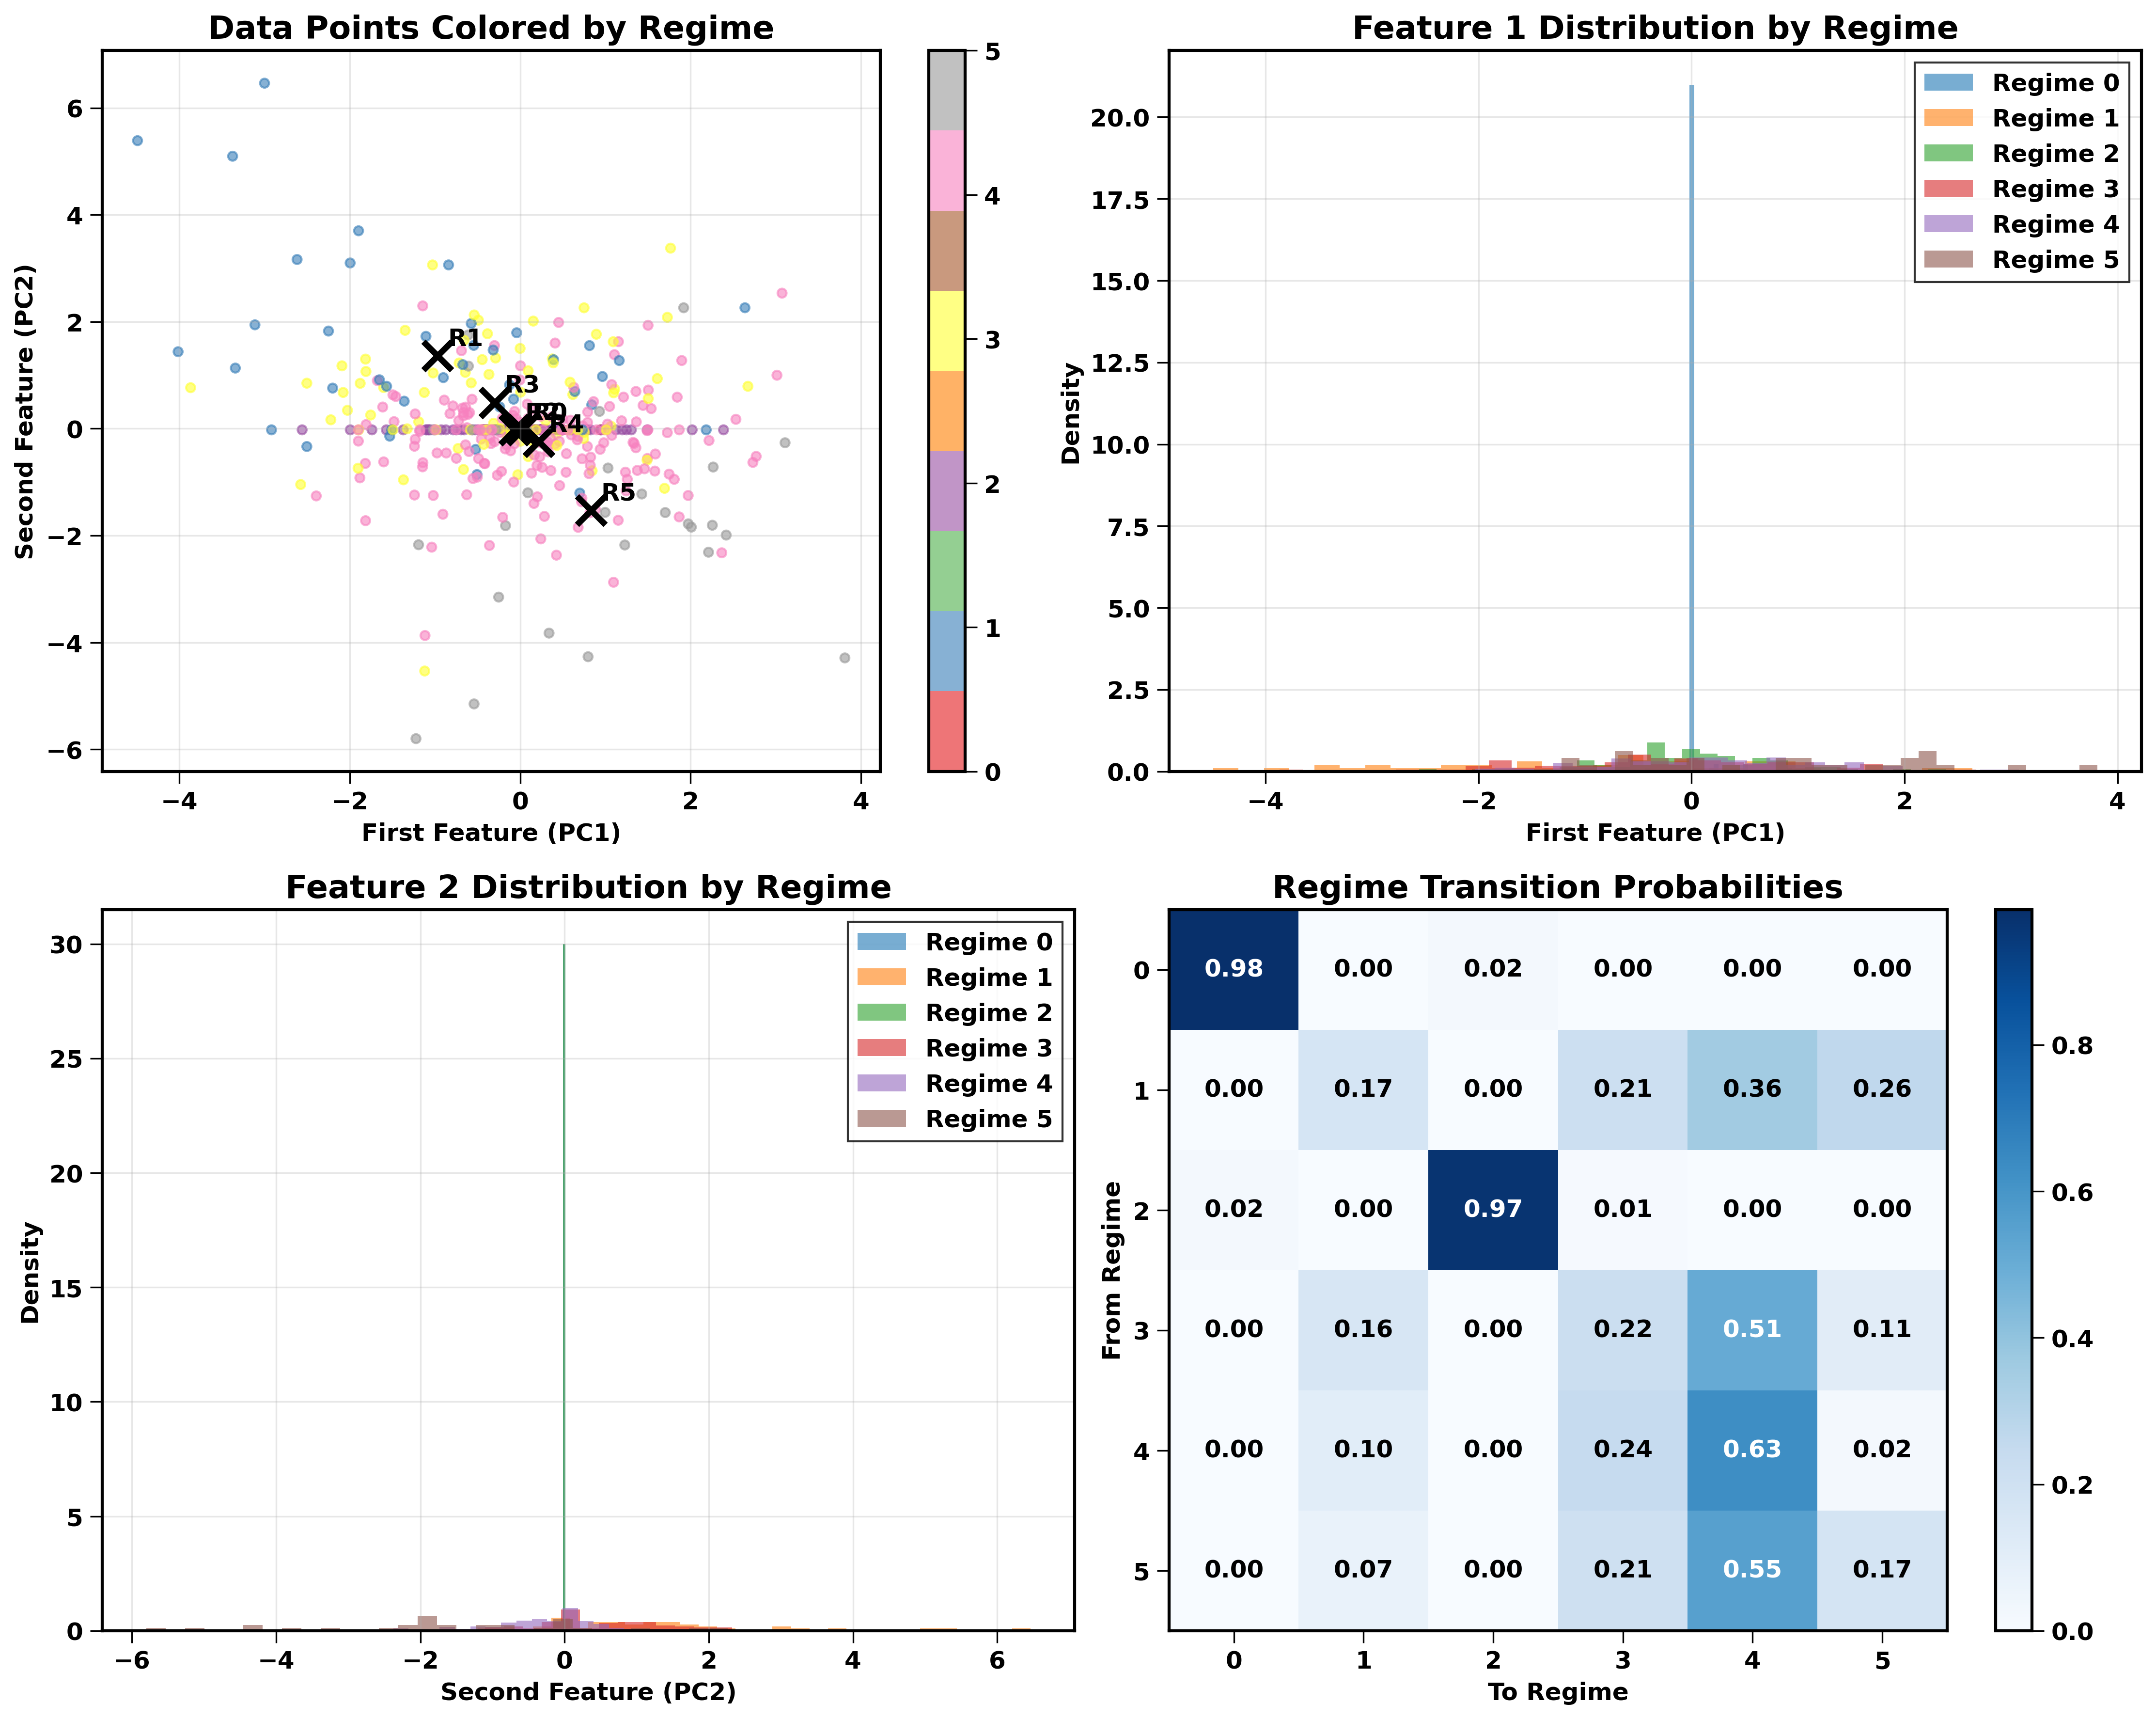 Data Points Colored by Regime
Second Feature (PC2)
6
4
2
0
−2
−4
−6
R1
R3
R0
R4
R5
−4
−2
0
2
4
First Feature (PC1)
5
4
3
2
1
0
Feature 1 Distribution by Regime
Density
20.0
17.5
15.0
12.5
10.0
7.5
5.0
2.5
0.0
Regime 0
Regime 1
Regime 2
Regime 3
Regime 4
Regime 5
−4
−2
0
2
4
First Feature (PC1)
Feature 2 Distribution by Regime
Density
30
25
20
15
10
5
0
Regime 0
Regime 1
Regime 2
Regime 3
Regime 4
Regime 5
−6
−4
−2
0
2
4
6
Second Feature (PC2)
Regime Transition Probabilities
From Regime
0 0.98 0.00 0.02 0.00 0.00 0.00
1 0.00 0.17 0.00 0.21 0.36 0.26
2 0.02 0.00 0.97 0.01 0.00 0.00
3 0.00 0.16 0.00 0.22 0.51 0.11
4 0.00 0.10 0.00 0.24 0.63 0.02
5 0.00 0.07 0.00 0.21 0.55 0.17
0 1 2 3 4 5
To Regime
0.8
0.6
0.4
0.2
0.0